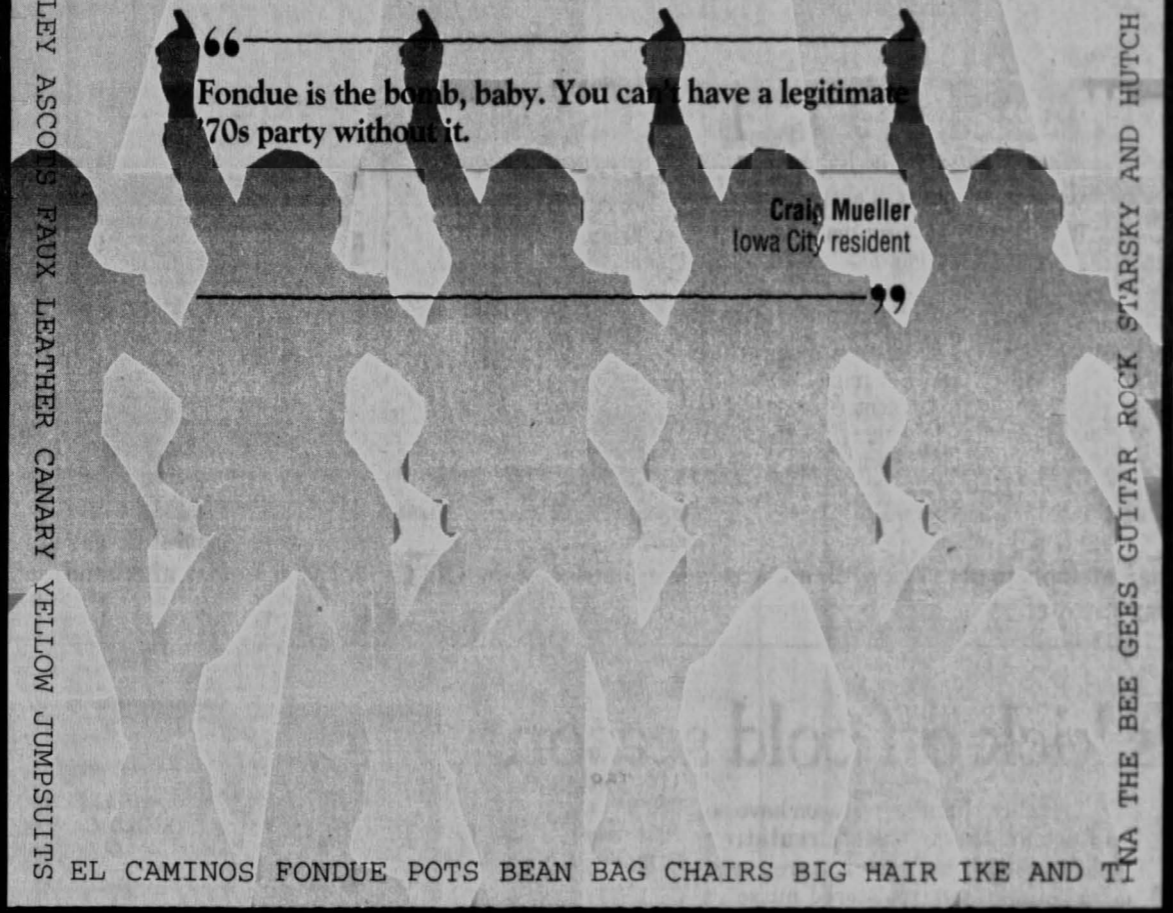 “
Fondue is the bomb, baby. You can't have a legitimate
'70s party without it.
Craig Mueller
Iowa City resident
”
LEY ASCOTS FAUX LEATHER CANARY YELLOW JUMPSUITS
EL CAMINOS FONDUE POTS BEAN BAG CHAIRS BIG HAIR IKE AND TI
NA THE BEE GEES GUITAR ROCK STARSKY AND HUTCH